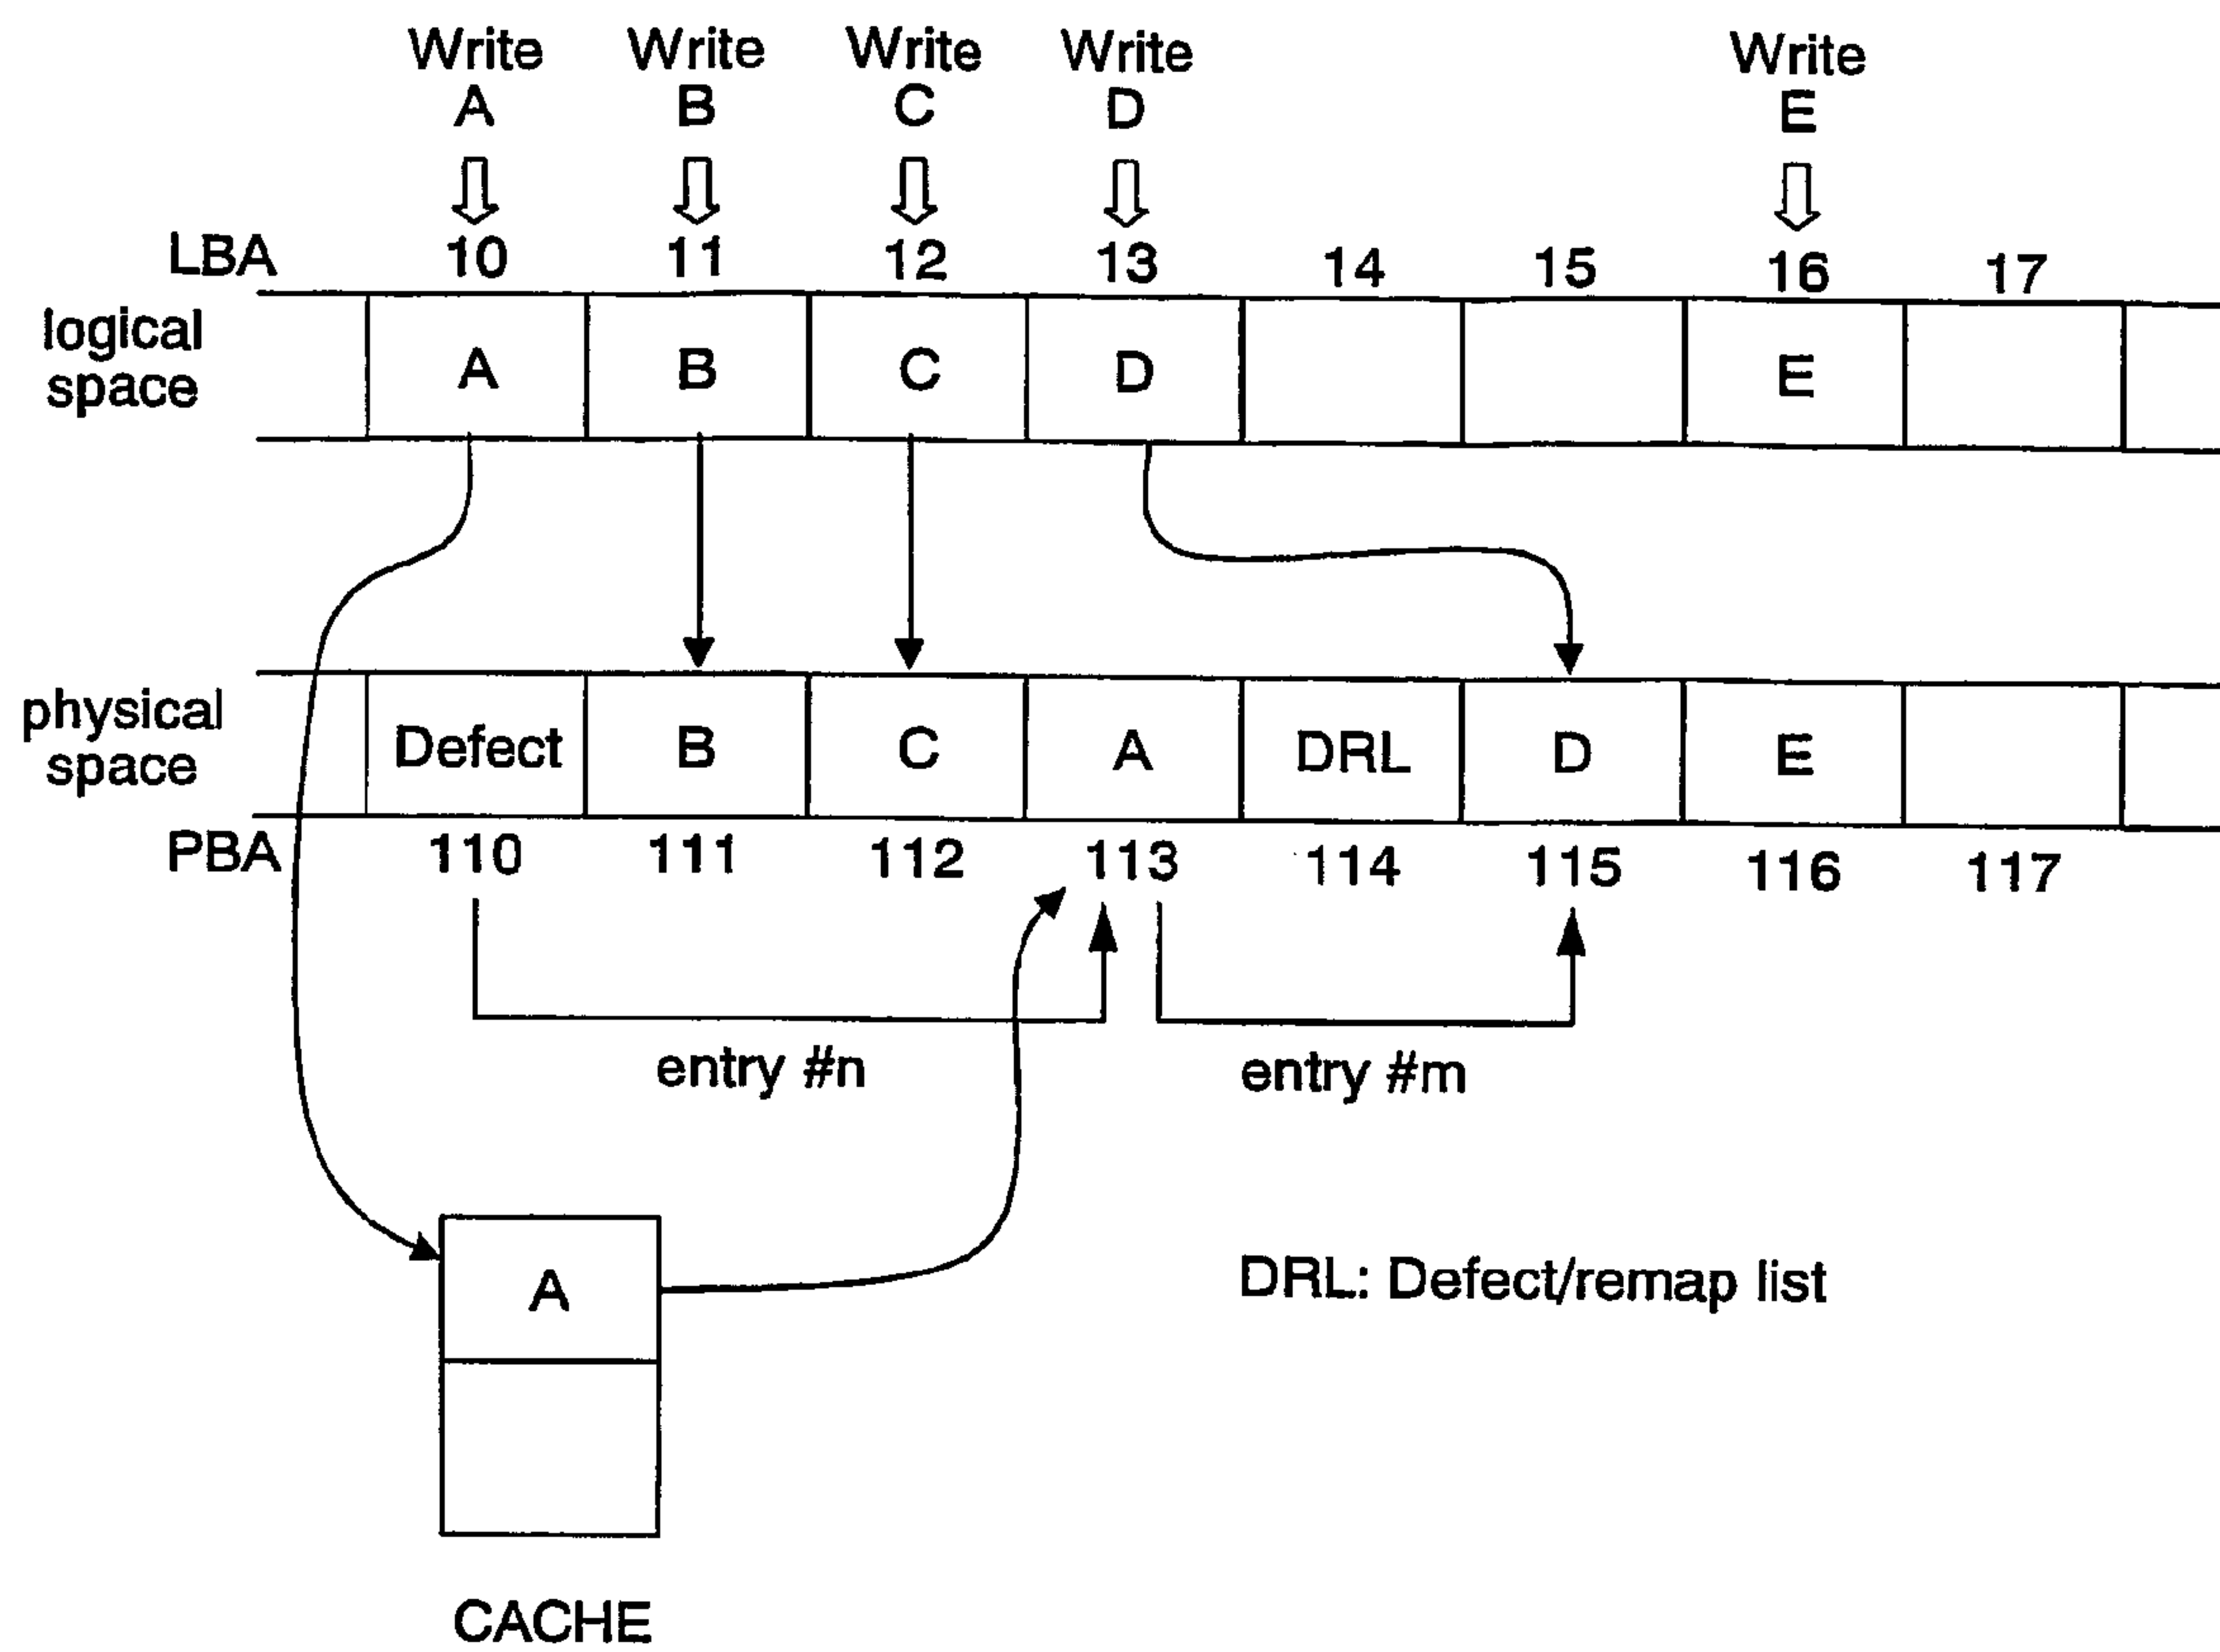 Write Write Write Write Write
A B C D E
LBA 10 11 12 13 14 15 16 17
logical
space
A B C D E
physical
space
Defect B C A DRL D E
PBA 110 111 112 113 114 115 116 117
entry #n entry #m
A
DRL: Defect/remap list
CACHE